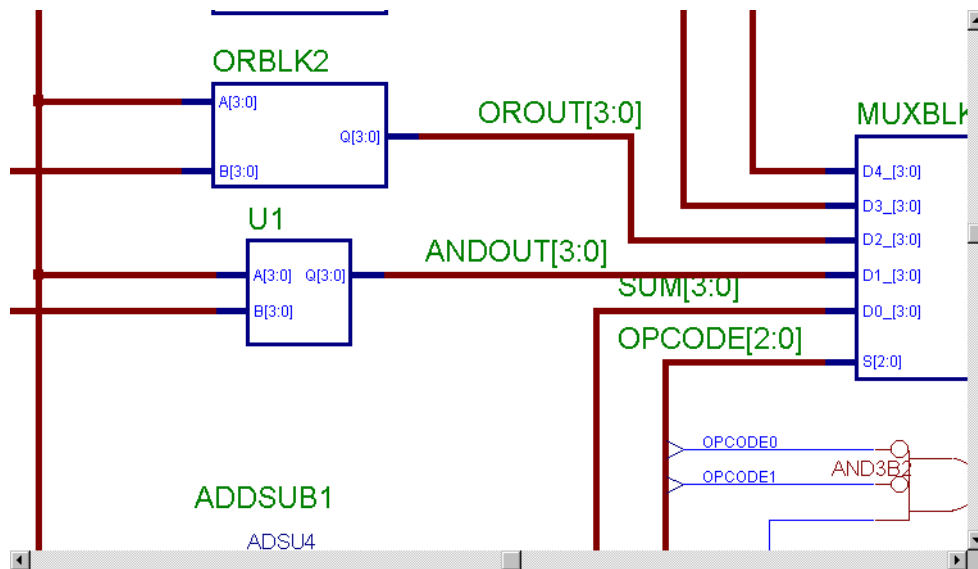 ORBLK2
A[3:0]
Q[3:0]
B[3:0]
OROUT[3:0]
MUXBLK
D4_[3:0]
D3_[3:0]
D2_[3:0]
D1_[3:0]
D0_[3:0]
S[2:0]
U1
A[3:0] Q[3:0]
B[3:0]
ANDOUT[3:0]
SUM[3:0]
OPCODE[2:0]
OPCODE0
AND3B2
OPCODE1
ADDSUB1
ADSU4